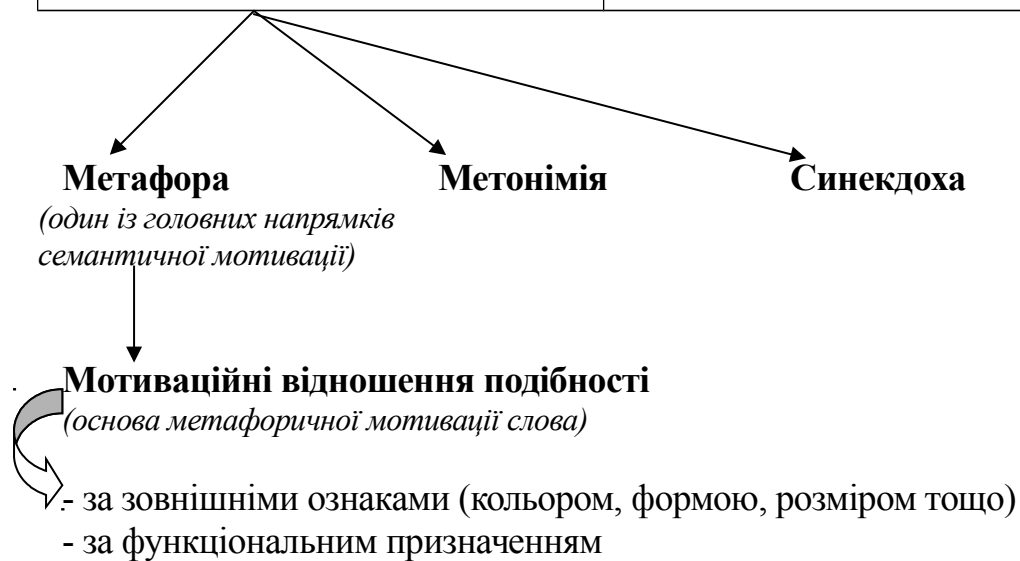 Метафора Метонімія Синекдоха
(один із головних напрямків
семантичної мотивації)
Мотиваційні відношення подібності
(основа метафоричної мотивації слова)
- за зовнішніми ознаками (кольором, формою, розміром тощо)
- за функціональним призначенням